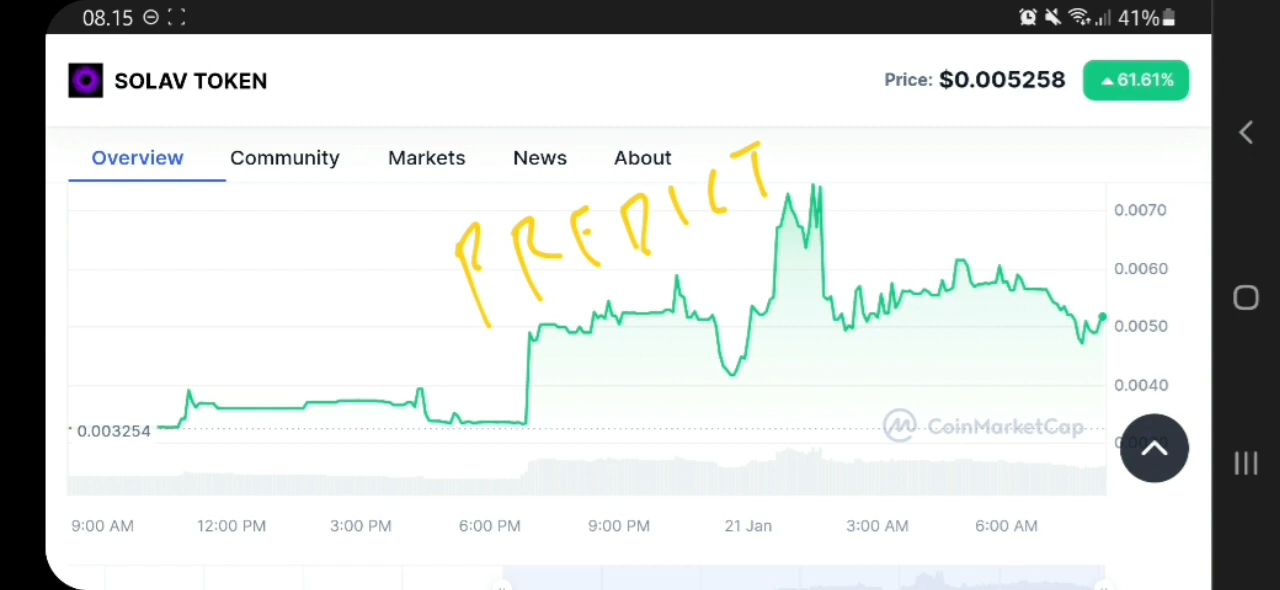 08.15
41%
SOLAV TOKEN
Price: $0.005258
61.61%
Overview Community Markets News About
PREDICT
0.0070
0.0060
0.0050
0.0040
0.003254
CoinMarketCap
9:00 AM 12:00 PM 3:00 PM 6:00 PM 9:00 PM 21 Jan 3:00 AM 6:00 AM